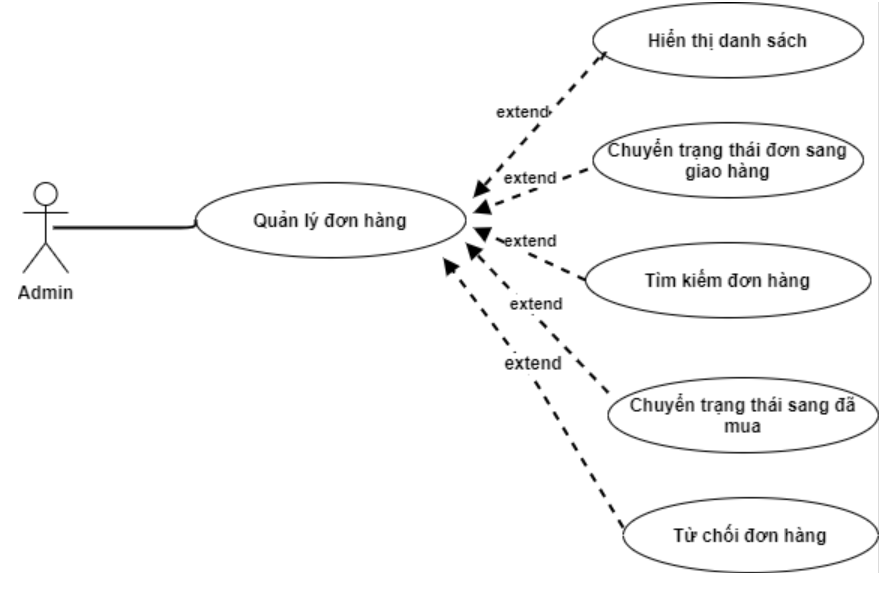 Hiển thị danh sách
extend
Chuyển trạng thái đơn sang
giao hàng
extend
Quản lý đơn hàng
extend
Tìm kiếm đơn hàng
Admin
extend
extend
Chuyển trạng thái sang đã
mua
Từ chối đơn hàng